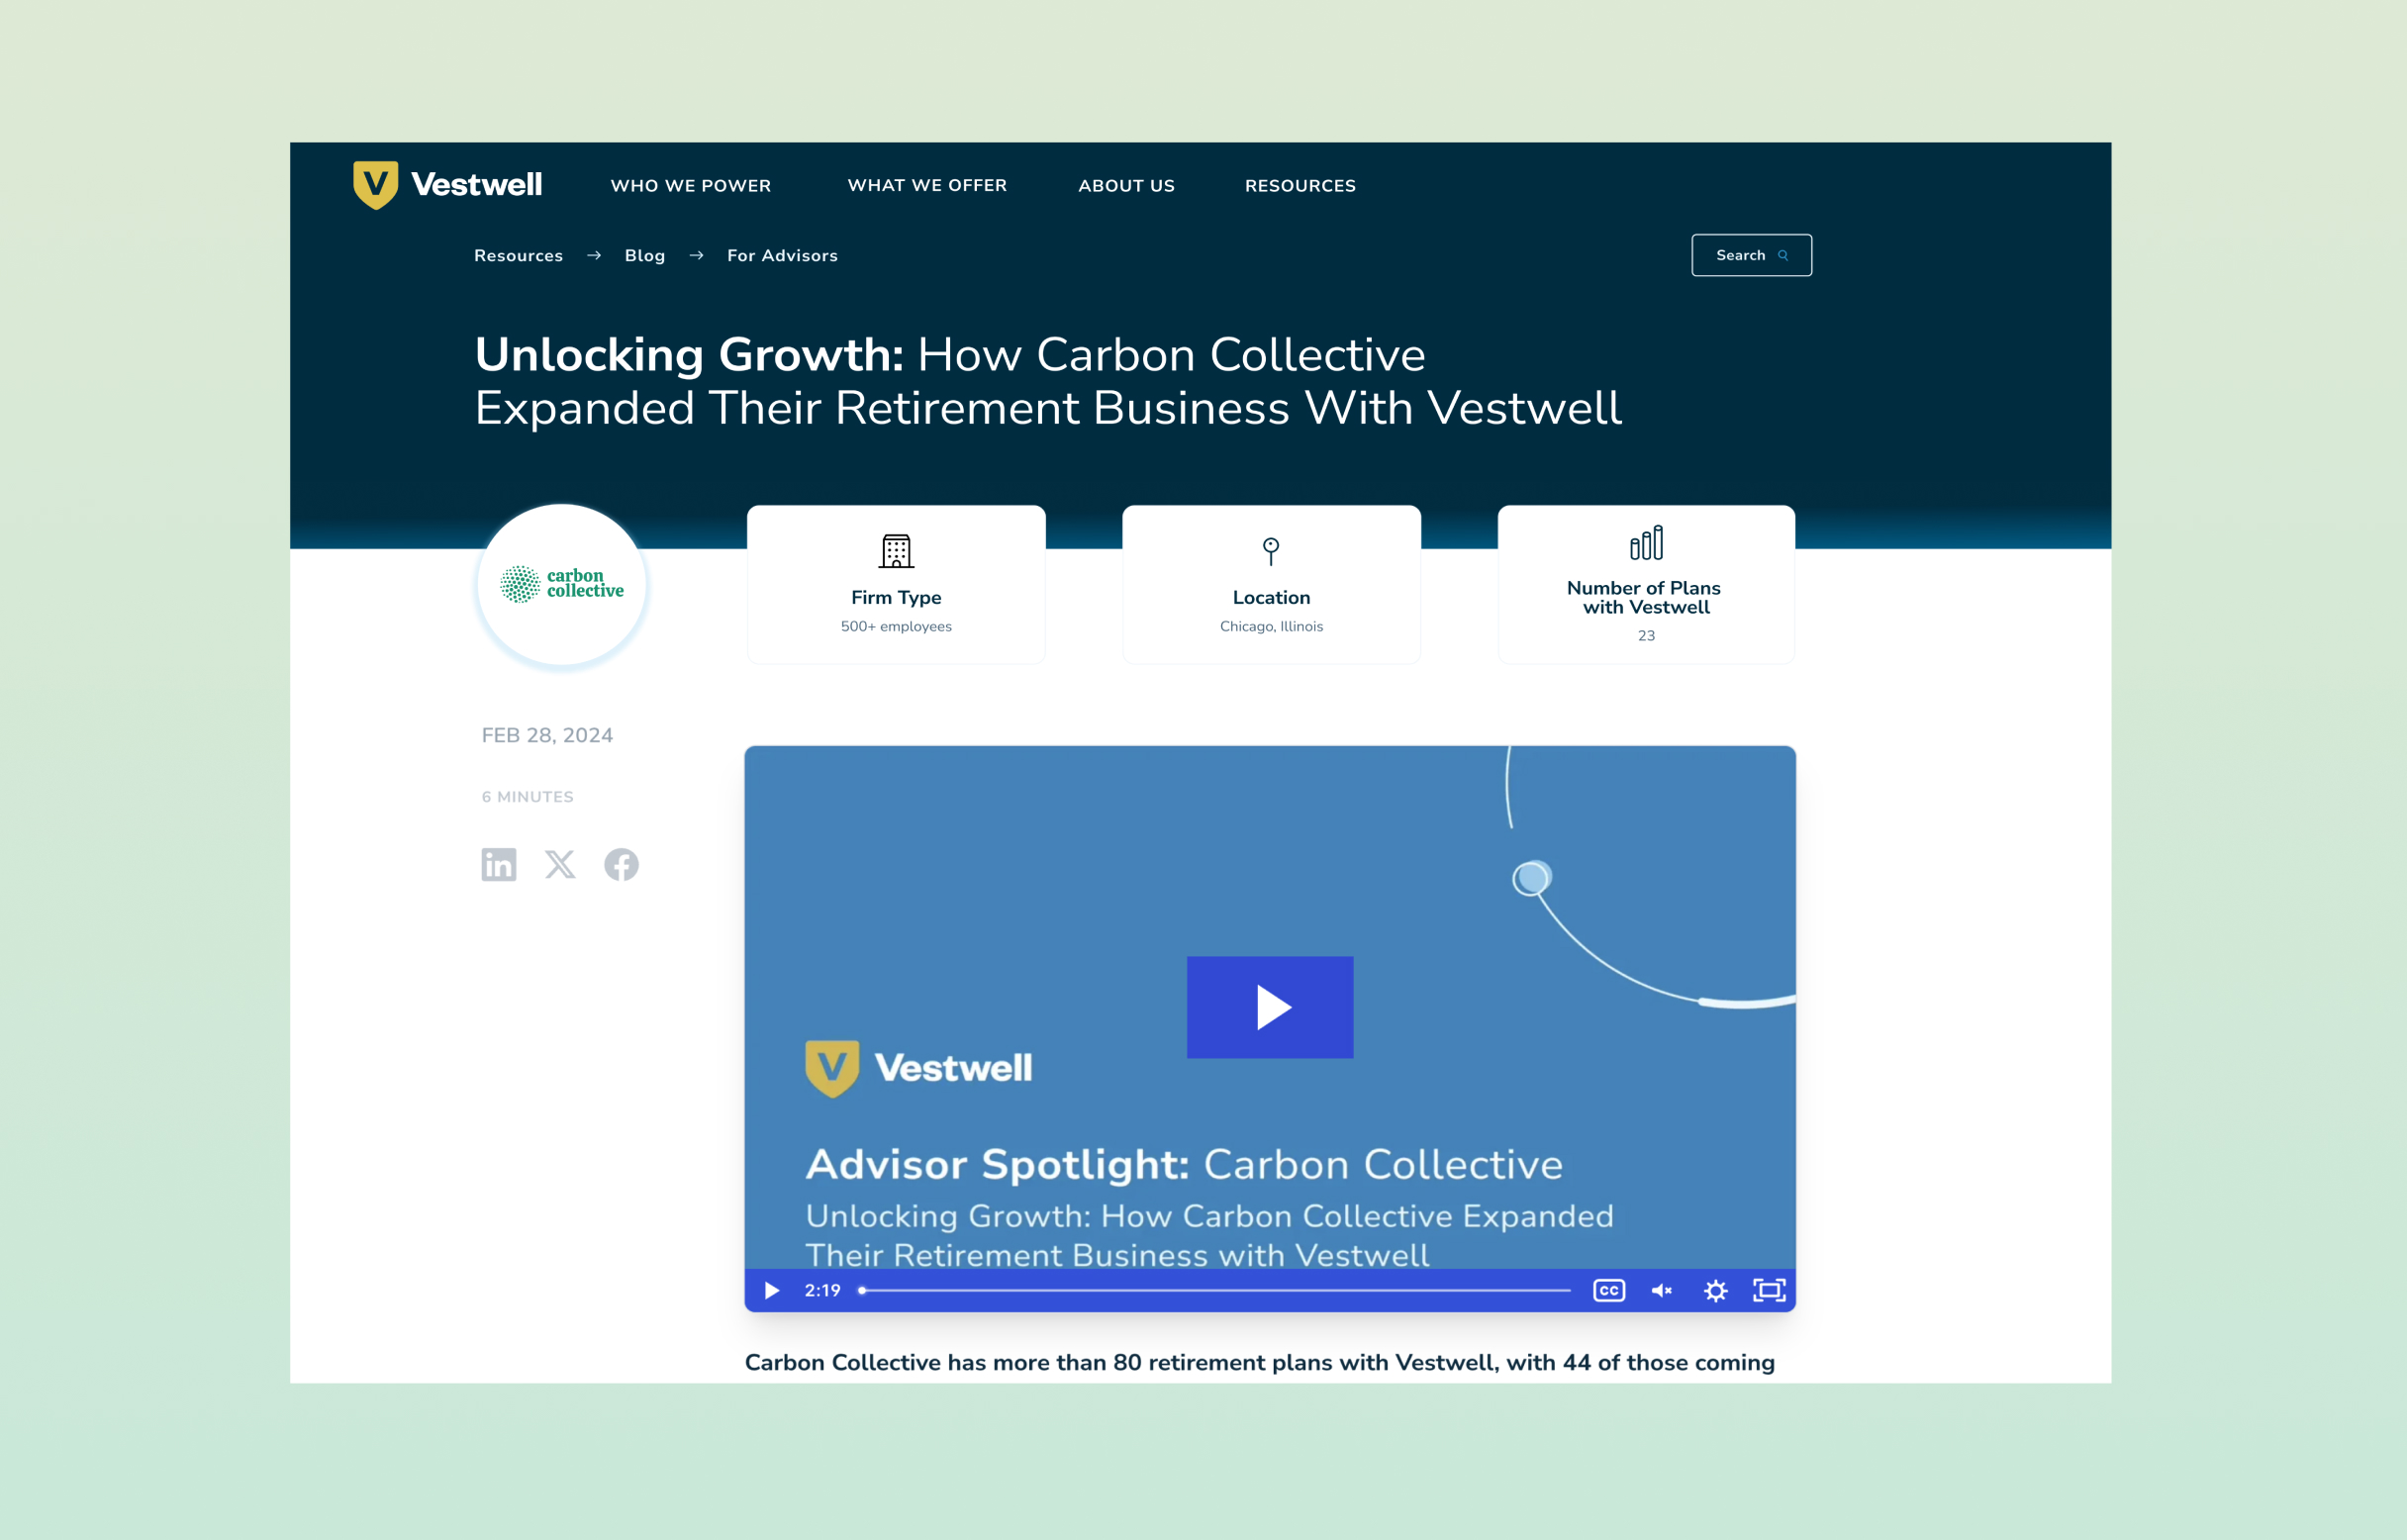 V Vestwell
WHO WE POWER
WHAT WE OFFER
ABOUT US
RESOURCES
Resources → Blog → For Advisors
Search
Unlocking Growth: How Carbon Collective
Expanded Their Retirement Business With Vestwell
carbon
collective
Firm Type
500+ employees
Location
Chicago, Illinois
Number of Plans
with Vestwell
23
FEB 28, 2024
6 MINUTES
in X f
V Vestwell
Advisor Spotlight: Carbon Collective
Unlocking Growth: How Carbon Collective Expanded
Their Retirement Business with Vestwell
2:19
CC
Carbon Collective has more than 80 retirement plans with Vestwell, with 44 of those coming